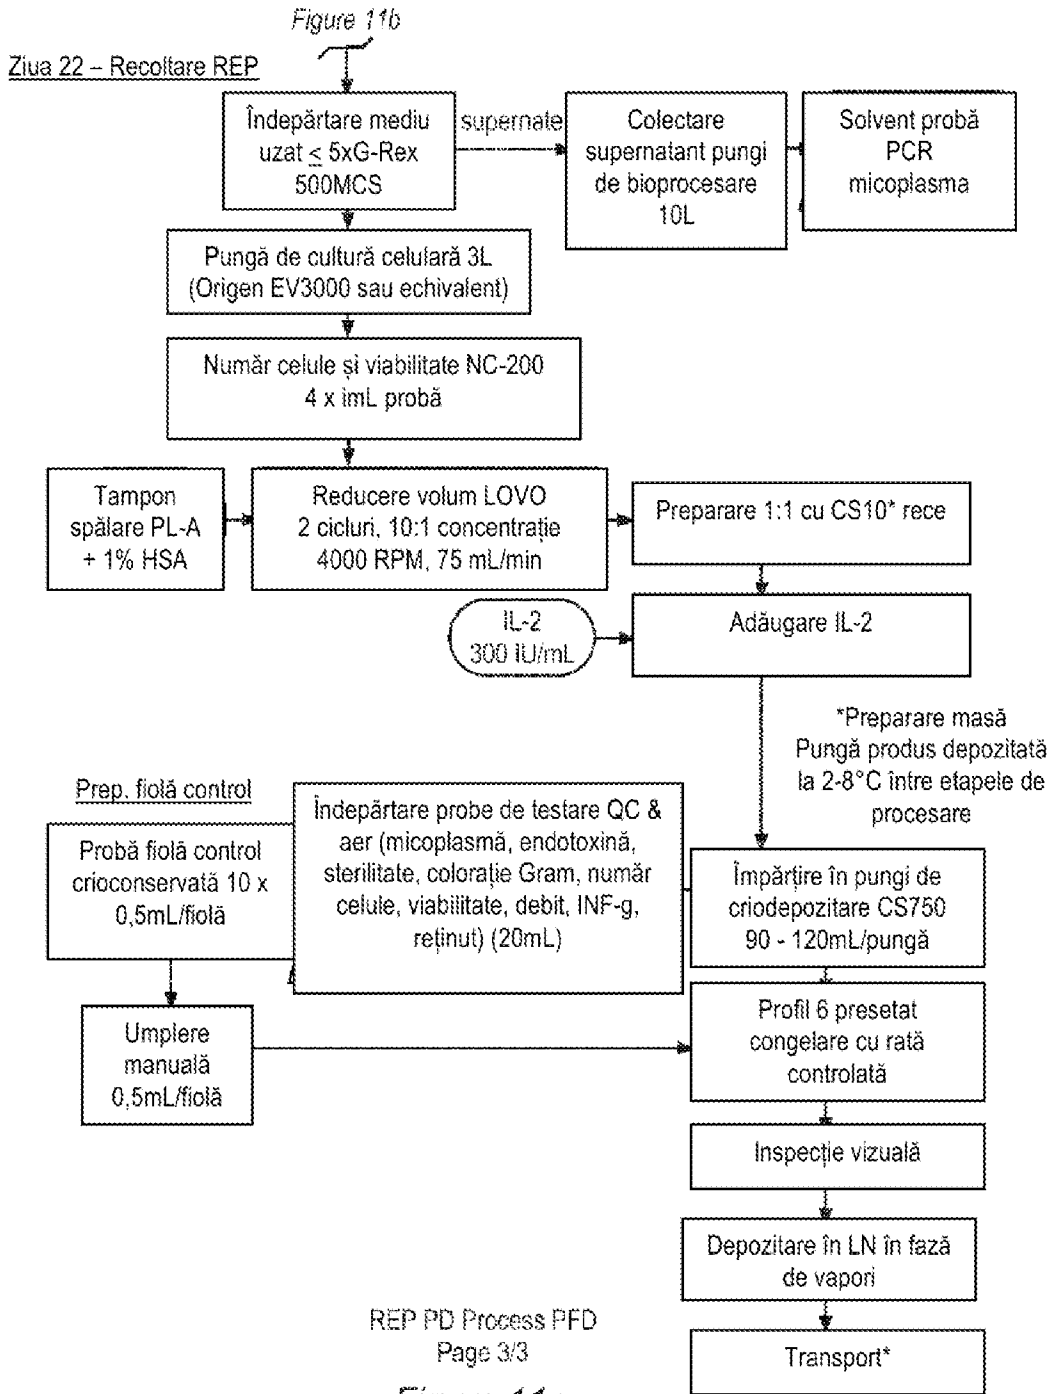 Figure 11b
Ziua 22 – Recoltare REP
Îndepărtare mediu
uzat ≤ 5xG-Rex
500MCS
supernate
Colectare
supernatant pungi
de bioprocesare
10L
Solvent probă
PCR
micoplasma
Pungă de cultură celulară 3L
(Origen EV3000 sau echivalent)
Număr celule și viabilitate NC-200
4 x imL probă
Tampon
spălare PL-A
+ 1% HSA
Reducere volum LOVO
2 cicluri, 10:1 concentrație
4000 RPM, 75 mL/min
Preparare 1:1 cu CS10* rece
IL-2
300 IU/mL
Adăugare IL-2
*Preparare masă
Pungă produs depozitată
la 2-8°C între etapele de
procesare
Prep. fiolă control
Probă fiolă control
crioconservată 10 x
0,5mL/fiolă
Îndepărtare probe de testare QC &
aer (micoplasmă, endotoxină,
sterilitate, colorație Gram, număr
celule, viabilitate, debit, INF-g,
reținut) (20mL)
Împărțire în pungi de
criodepozitare CS750
90 - 120mL/pungă
Umplere
manuală
0,5mL/fiolă
Profil 6 presetat
congelare cu rată
controlată
Inspecție vizuală
Depozitare în LN în fază
de vapori
Transport*
REP PD Process PFD
Page 3/3